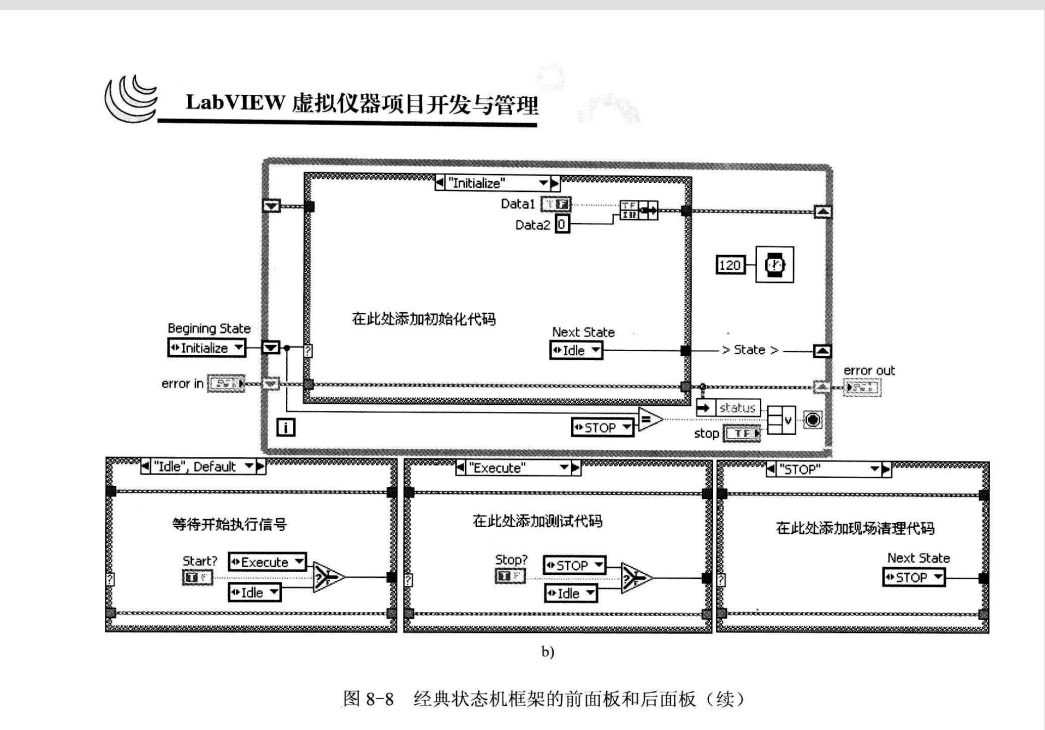 LabVIEW 虚拟仪器项目开发与管理
"Initialize"
Data1 T F
Data2 0
TF
120
在此处添加初始化代码
Begining State
Initialize
Next State
Idle
> State >
?
error in
error out
status
STOP
=
stop TF
V
i
"Idle", Default
等待开始执行信号
Start?
Execute
T F
?
Idle
"Execute"
在此处添加测试代码
Stop?
STOP
T F
?
Idle
"STOP"
在此处添加现场清理代码
Next State
STOP
?
b)
图 8-8 经典状态机框架的前面板和后面板（续）